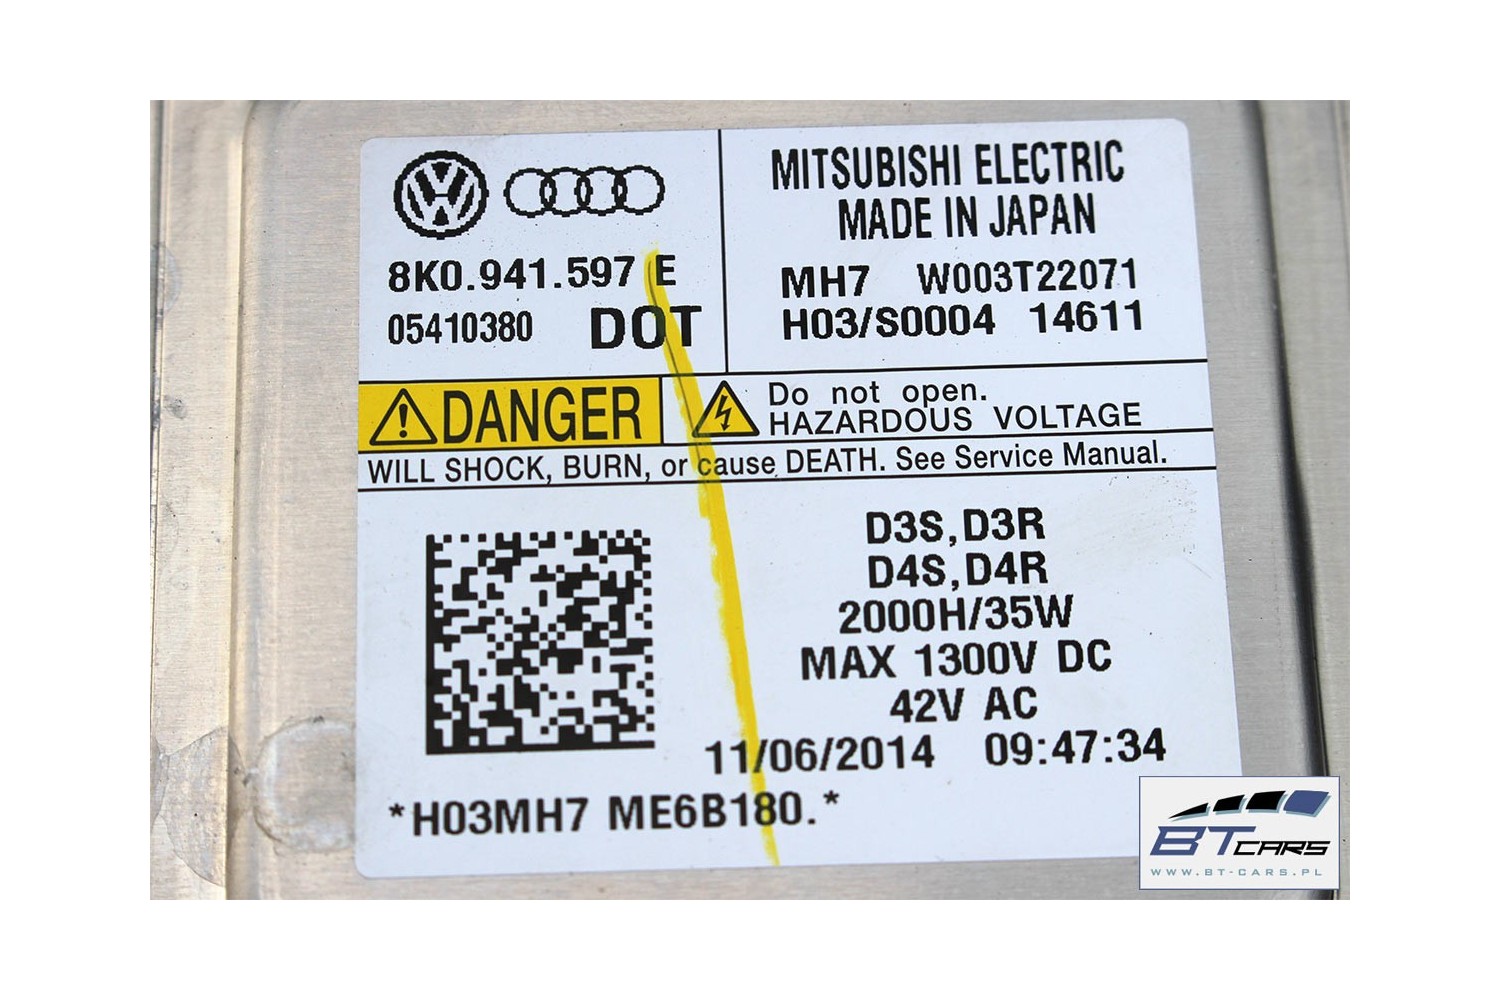 8K0.941.597 E
05410380 DOT
MITSUBISHI ELECTRIC
MADE IN JAPAN
MH7 W003T22071
H03/S0004 14611
DANGER
Do not open.
HAZARDOUS VOLTAGE
WILL SHOCK, BURN, or cause DEATH. See Service Manual.
D3S,D3R
D4S,D4R
2000H/35W
MAX 1300V DC
42V AC
11/06/2014 09:47:34
*H03MH7 ME6B180.*
BT CARS
WWW.BT-CARS.PL